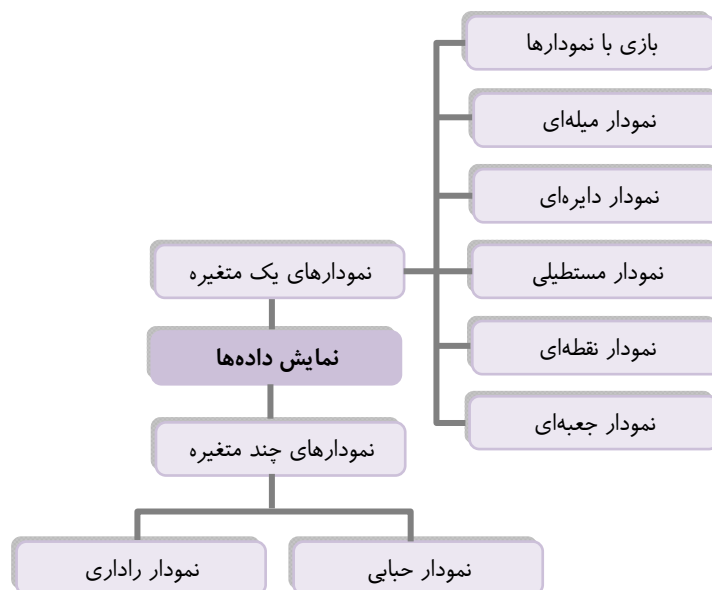 بازی با نمودارها
نمودار میله‌ای
نمودار دایره‌ای
نمودارهای یک متغیره
نمودار مستطیلی
نمایش داده‌ها
نمودار نقطه‌ای
نمودار جعبه‌ای
نمودارهای چند متغیره
نمودار حبابی
نمودار راداری